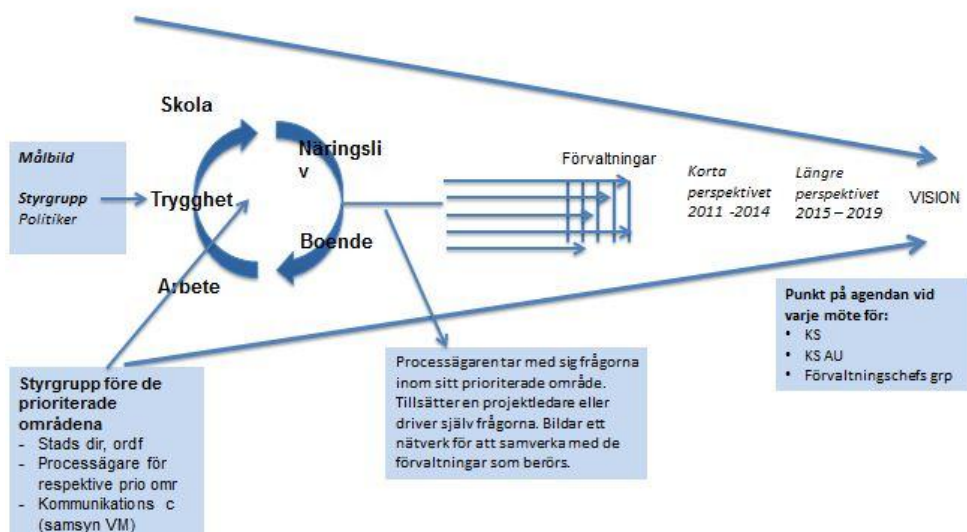 Målbild
Styrgrupp
Politiker
Skola
Näringsli
v
Trygghet
Boende
Arbete
Förvaltningar
Korta
perspektivet
2011 -2014
Längre
perspektivet
2015 – 2019
VISION
Punkt på agendan vid
varje möte för:
• KS
• KS AU
• Förvaltningschefs grp
Processägaren tar med sig frågorna
inom sitt prioriterade område.
Tillsätter en projektledare eller
driver själv frågorna. Bildar ett
nätverk för att samverka med de
förvaltningar som berörs.
Styrgrupp före de
prioriterade
områdena
- Stads dir, ordf
- Processägare för
respektive prio omr
- Kommunikations c
(samsyn VM)